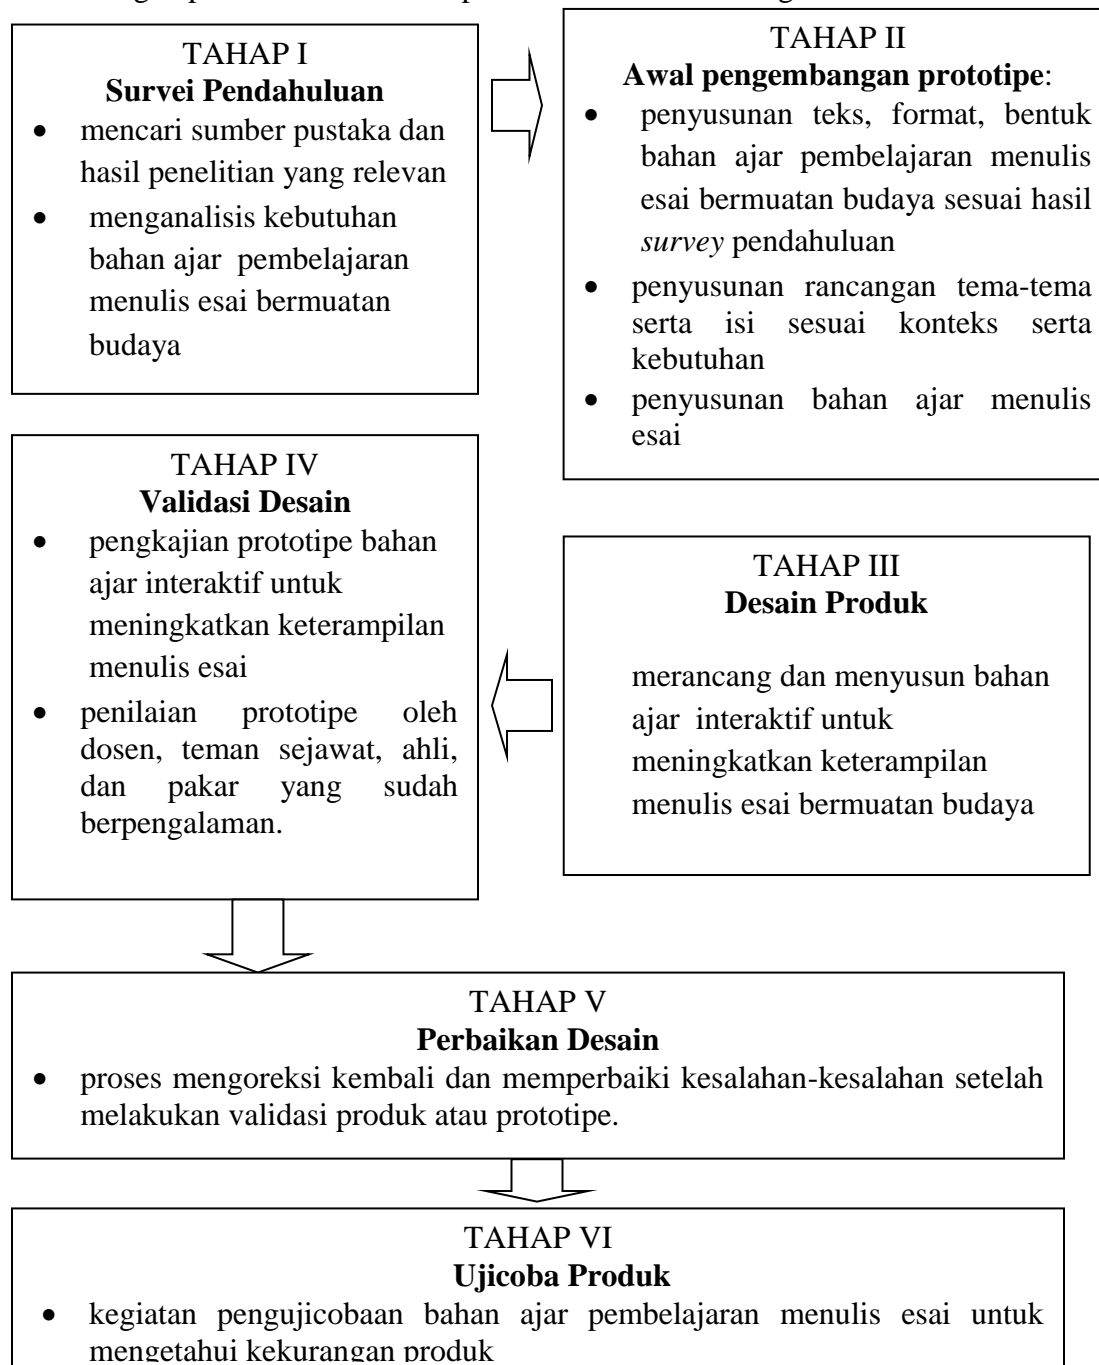 TAHAP I
Survei Pendahuluan
• mencari sumber pustaka dan
hasil penelitian yang relevan
• menganalisis kebutuhan
bahan ajar pembelajaran
menulis esai bermuatan
budaya
TAHAP II
Awal pengembangan prototipe:
• penyusunan teks, format, bentuk
bahan ajar pembelajaran menulis
esai bermuatan budaya sesuai hasil
survey pendahuluan
• penyusunan rancangan tema-tema
serta isi sesuai konteks serta
kebutuhan
• penyusunan bahan ajar menulis
esai
TAHAP III
Desain Produk
merancang dan menyusun bahan
ajar interaktif untuk
meningkatkan keterampilan
menulis esai bermuatan budaya
TAHAP IV
Validasi Desain
• pengkajian prototipe bahan
ajar interaktif untuk
meningkatkan keterampilan
menulis esai
• penilaian prototipe oleh
dosen, teman sejawat, ahli,
dan pakar yang sudah
berpengalaman.
TAHAP V
Perbaikan Desain
• proses mengoreksi kembali dan memperbaiki kesalahan-kesalahan setelah
melakukan validasi produk atau prototipe.
TAHAP VI
Ujicoba Produk
• kegiatan pengujicobaan bahan ajar pembelajaran menulis esai untuk
mengetahui kekurangan produk